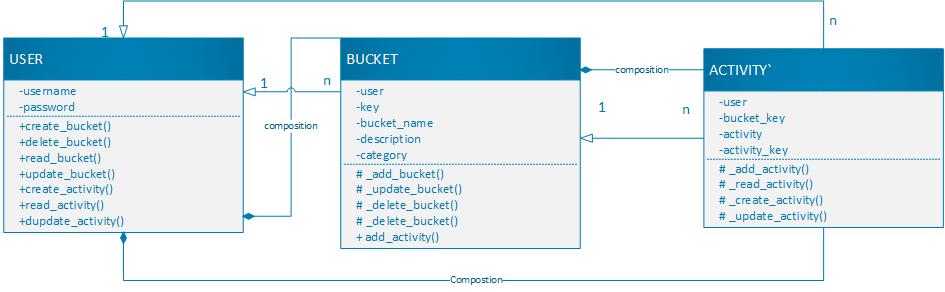 1
n
USER
-username
-password
+create_bucket()
+delete_bucket()
+read_bucket()
+update_bucket()
+create_activity()
+read_activity()
+dupdate_activity()
1
n
composition
BUCKET
-user
-key
-bucket_name
-description
-category
# _add_bucket()
# _update_bucket()
# _delete_bucket()
# _delete_bucket()
+ add_activity()
composition
1
n
ACTIVITY`
-user
-bucket_key
-activity
-activity_key
# _add_activity()
# _read_activity()
# _create_activity()
# _update_activity()
Compostion